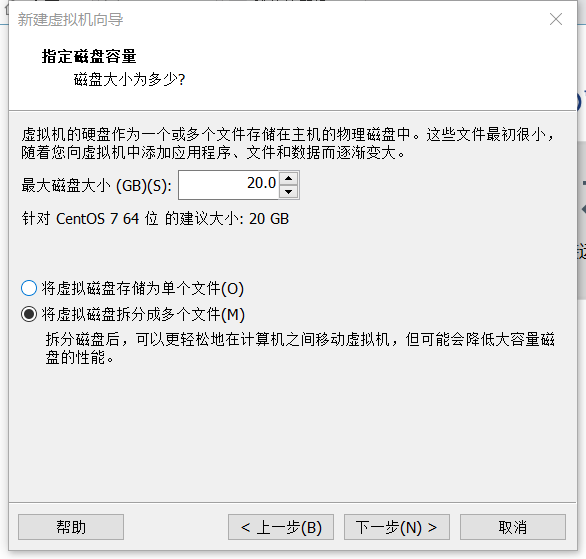 新建虚拟机向导
指定磁盘容量
磁盘大小为多少?
虚拟机的硬盘作为一个或多个文件存储在主机的物理磁盘中。这些文件最初很小，
随着您向虚拟机中添加应用程序、文件和数据而逐渐变大。
最大磁盘大小 (GB)(S): 20.0
针对 CentOS 7 64 位 的建议大小: 20 GB
将虚拟磁盘存储为单个文件(O)
将虚拟磁盘拆分成多个文件(M)
拆分磁盘后，可以更轻松地在计算机之间移动虚拟机，但可能会降低大容量磁
盘的性能。
帮助 < 上一步(B) 下一步(N) > 取消